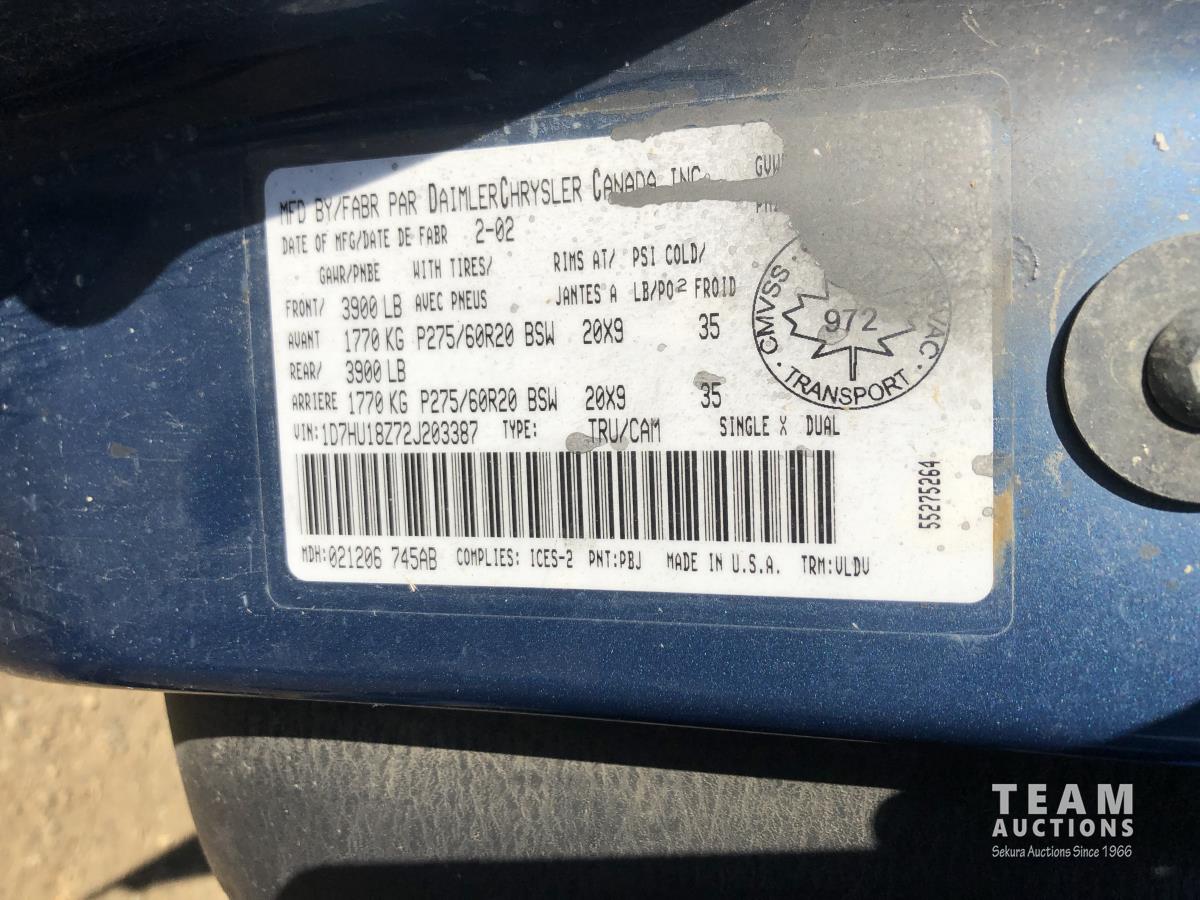 MFD BY/FABR PAR DAIMLERCHRYSLER CANADA INC.
DATE OF MFG/DATE DE FABR 2-02
GAWR/PNBE WITH TIRES/ RIMS AT/ PSI COLD/
FRONT/ 3900 LB AVEC PNEUS JANTES A LB/PO2 FROID
AVANT 1770 KG P275/60R20 BSW 20X9 35
REAR/ 3900 LB
ARRIERE 1770 KG P275/60R20 BSW 20X9 35
VIN:1D7HU18Z72J203387 TYPE: TRU/CAM SINGLE X DUAL
CMVSS
972
VAC
· TRANSPORT ·
55275264
MDH:021206 745AB COMPLIES: ICES-2 PNT:PBJ MADE IN U.S.A. TRM:VLDV
TEAM
AUCTIONS
Sekura Auctions Since 1966